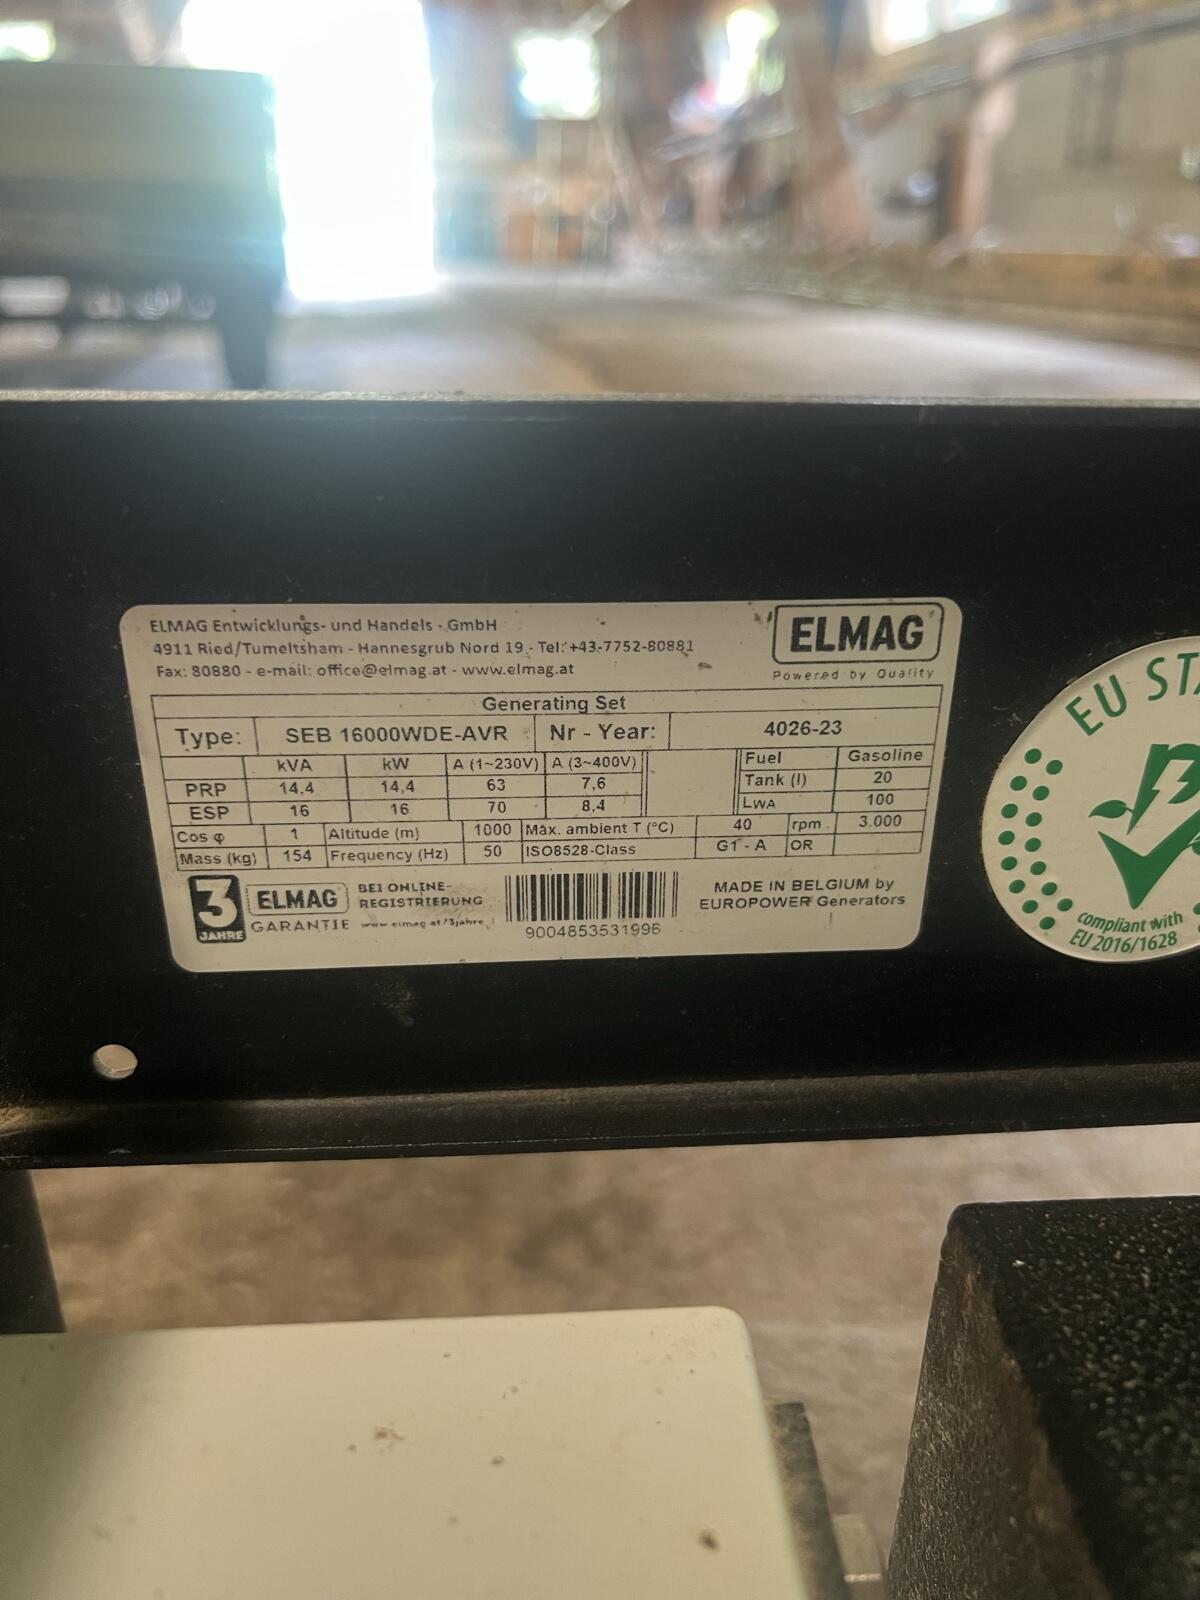 ELMAG Entwicklungs- und Handels - GmbH
4911 Ried/Tumeltsham - Hannesgrub Nord 19 - Tel: +43-7752-80881
Fax: 80880 - e-mail: office@elmag.at - www.elmag.at
ELMAG
Powered by Quality
Generating Set
Type: SEB 16000WDE-AVR Nr - Year: 4026-23
kVA kW A (1~230V) A (3~400V) Fuel Gasoline
PRP 14,4 14,4 63 7,6 Tank (l) 20
ESP 16 16 70 8,4 LWA 100
Cos φ 1 Altitude (m) 1000 Max. ambient T (°C) 40 rpm 3.000
Mass (kg) 154 Frequency (Hz) 50 ISO8528-Class G1 - A OR
3 JAHRE
ELMAG
GARANTIE
BEI ONLINE-
REGISTRIERUNG
www.elmag.at/3jahre
9004853531996
MADE IN BELGIUM by
EUROPOWER Generators
EU
compliant with
EU 2016/1628